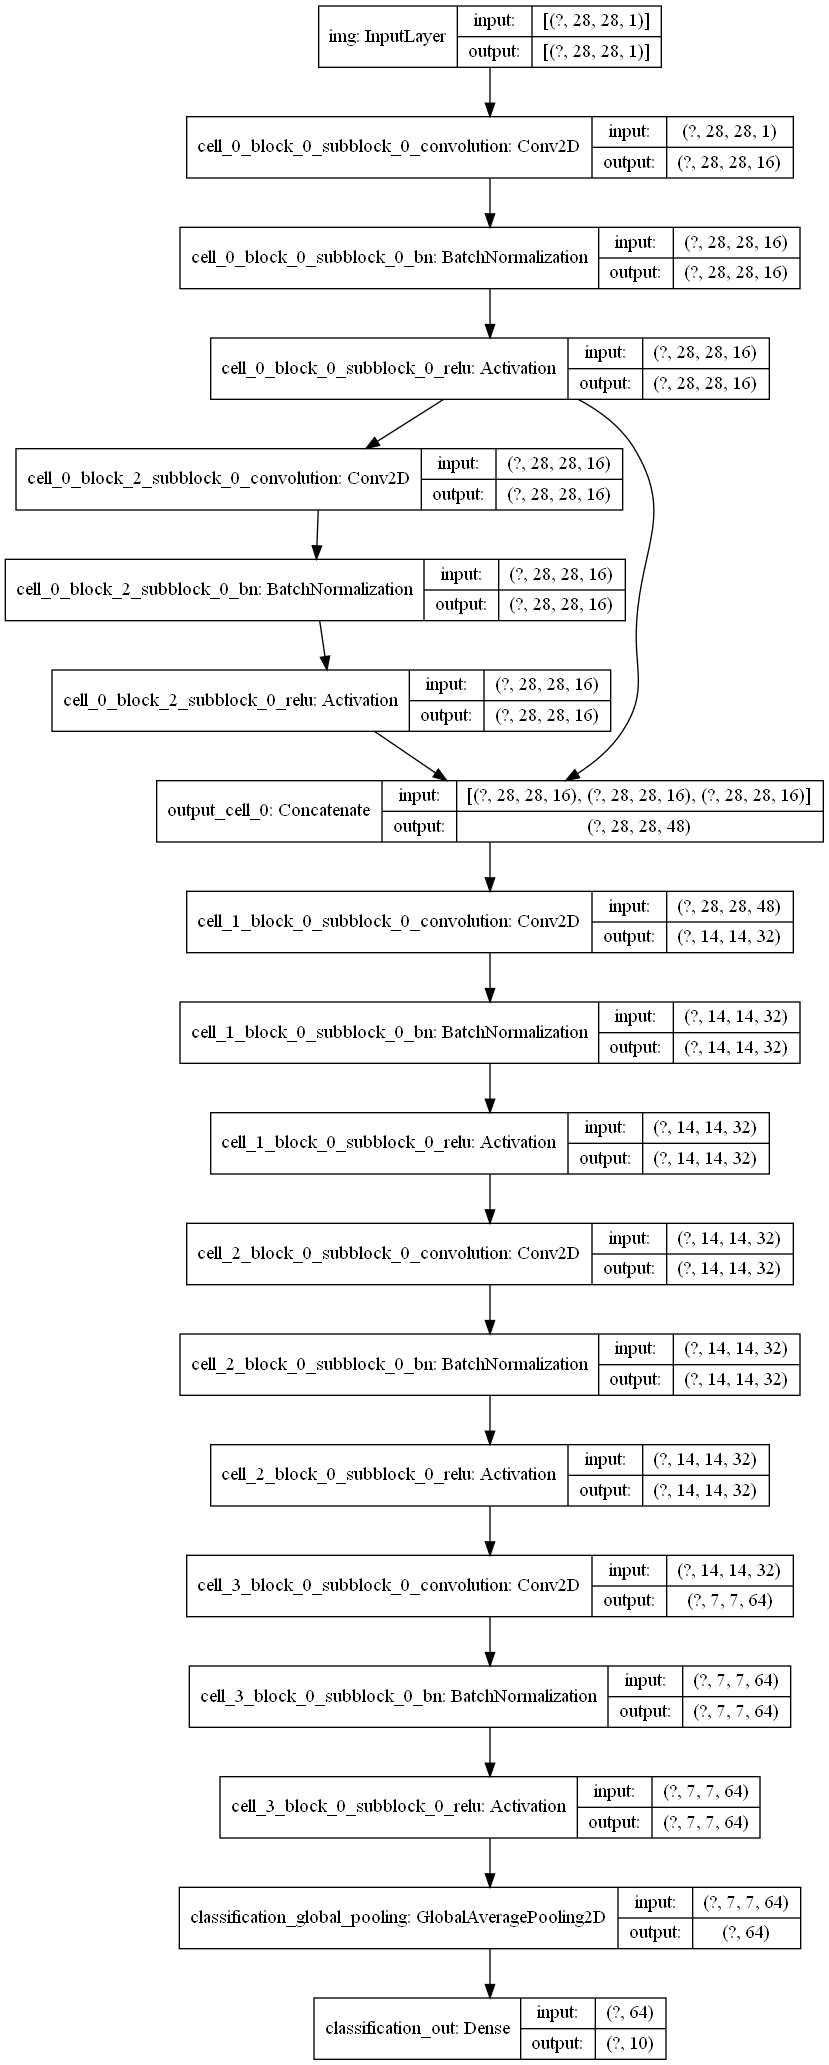 img: InputLayer
input: [(?, 28, 28, 1)]
output: [(?, 28, 28, 1)]
cell_0_block_0_subblock_0_convolution: Conv2D
input: (?, 28, 28, 1)
output: (?, 28, 28, 16)
cell_0_block_0_subblock_0_bn: BatchNormalization
input: (?, 28, 28, 16)
output: (?, 28, 28, 16)
cell_0_block_0_subblock_0_relu: Activation
input: (?, 28, 28, 16)
output: (?, 28, 28, 16)
cell_0_block_2_subblock_0_convolution: Conv2D
input: (?, 28, 28, 16)
output: (?, 28, 28, 16)
cell_0_block_2_subblock_0_bn: BatchNormalization
input: (?, 28, 28, 16)
output: (?, 28, 28, 16)
cell_0_block_2_subblock_0_relu: Activation
input: (?, 28, 28, 16)
output: (?, 28, 28, 16)
output_cell_0: Concatenate
input: [(?, 28, 28, 16), (?, 28, 28, 16), (?, 28, 28, 16)]
output: (?, 28, 28, 48)
cell_1_block_0_subblock_0_convolution: Conv2D
input: (?, 28, 28, 48)
output: (?, 14, 14, 32)
cell_1_block_0_subblock_0_bn: BatchNormalization
input: (?, 14, 14, 32)
output: (?, 14, 14, 32)
cell_1_block_0_subblock_0_relu: Activation
input: (?, 14, 14, 32)
output: (?, 14, 14, 32)
cell_2_block_0_subblock_0_convolution: Conv2D
input: (?, 14, 14, 32)
output: (?, 14, 14, 32)
cell_2_block_0_subblock_0_bn: BatchNormalization
input: (?, 14, 14, 32)
output: (?, 14, 14, 32)
cell_2_block_0_subblock_0_relu: Activation
input: (?, 14, 14, 32)
output: (?, 14, 14, 32)
cell_3_block_0_subblock_0_convolution: Conv2D
input: (?, 14, 14, 32)
output: (?, 7, 7, 64)
cell_3_block_0_subblock_0_bn: BatchNormalization
input: (?, 7, 7, 64)
output: (?, 7, 7, 64)
cell_3_block_0_subblock_0_relu: Activation
input: (?, 7, 7, 64)
output: (?, 7, 7, 64)
classification_global_pooling: GlobalAveragePooling2D
input: (?, 7, 7, 64)
output: (?, 64)
classification_out: Dense
input: (?, 64)
output: (?, 10)